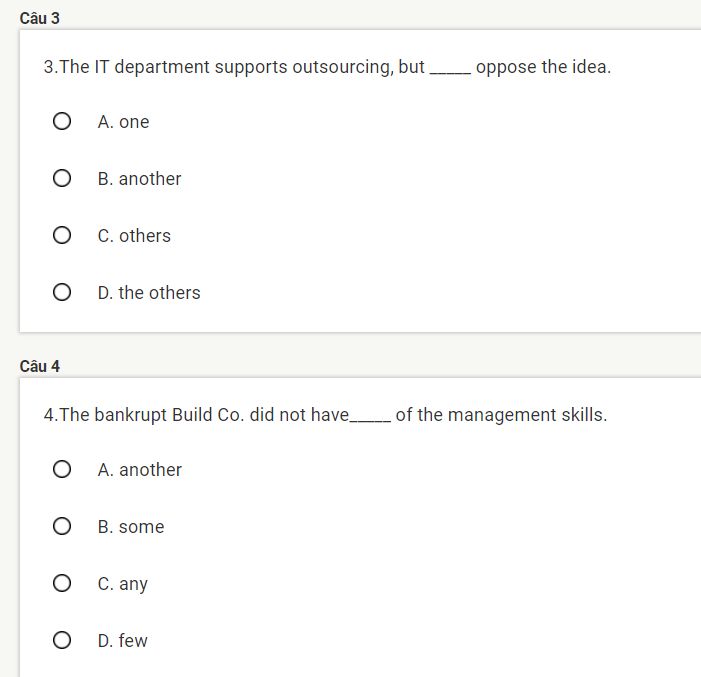 Câu 3
3.The IT department supports outsourcing, but _____ oppose the idea.
A. one
B. another
C. others
D. the others
Câu 4
4.The bankrupt Build Co. did not have_____ of the management skills.
A. another
B. some
C. any
D. few